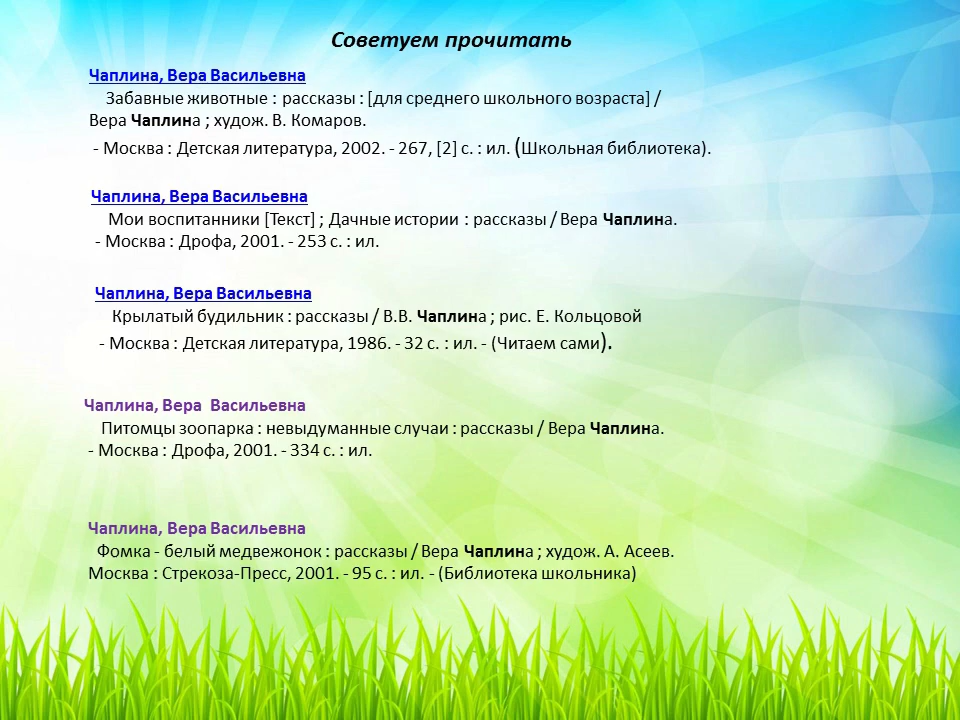 Советуем прочитать
Чаплина, Вера Васильевна
Забавные животные : рассказы : [для среднего школьного возраста] /
Вера Чаплина ; худож. В. Комаров.
- Москва : Детская литература, 2002. - 267, [2] с. : ил. (Школьная библиотека).
Чаплина, Вера Васильевна
Мои воспитанники [Текст] ; Дачные истории : рассказы / Вера Чаплина.
- Москва : Дрофа, 2001. - 253 с. : ил.
Чаплина, Вера Васильевна
Крылатый будильник : рассказы / В.В. Чаплина ; рис. Е. Кольцовой
- Москва : Детская литература, 1986. - 32 с. : ил. - (Читаем сами).
Чаплина, Вера Васильевна
Питомцы зоопарка : невыдуманные случаи : рассказы / Вера Чаплина.
- Москва : Дрофа, 2001. - 334 с. : ил.
Чаплина, Вера Васильевна
Фомка - белый медвежонок : рассказы / Вера Чаплина ; худож. А. Асеев.
Москва : Стрекоза-Пресс, 2001. - 95 с. : ил. - (Библиотека школьника)